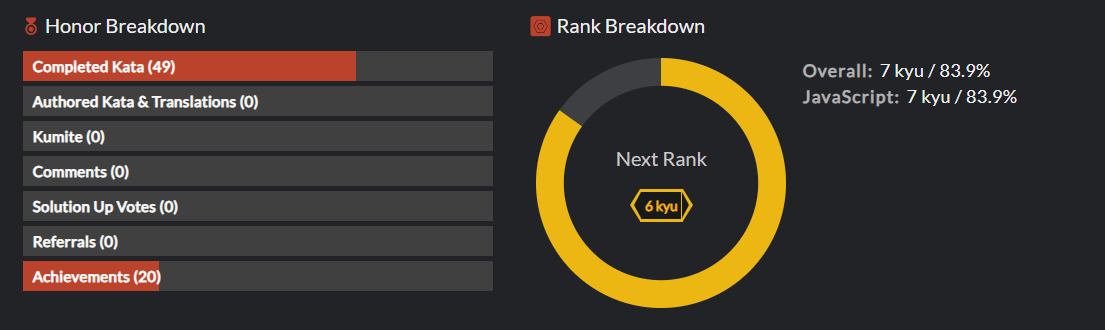 Honor Breakdown
Completed Kata (49)
Authored Kata & Translations (0)
Kumite (0)
Comments (0)
Solution Up Votes (0)
Referrals (0)
Achievements (20)
Rank Breakdown
Next Rank
6 kyu
Overall: 7 kyu / 83.9%
JavaScript: 7 kyu / 83.9%